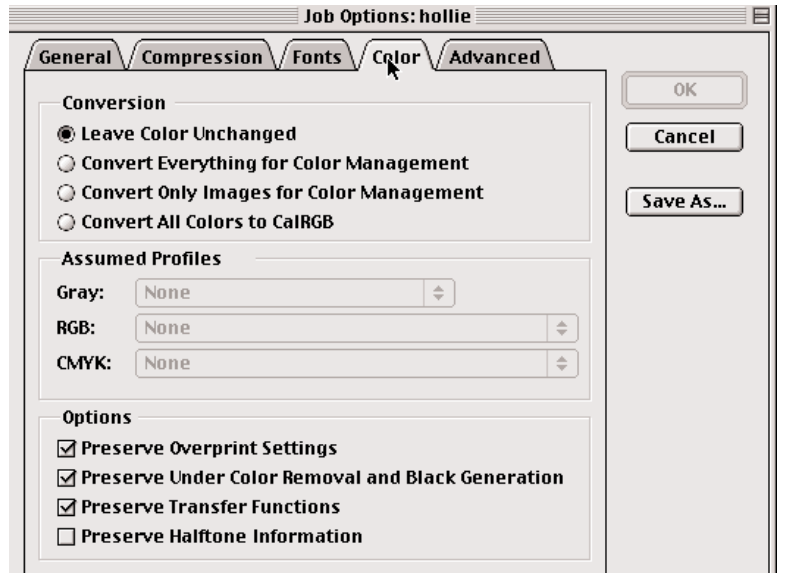 Job Options: hollie
General Compression Fonts Color Advanced
Conversion
Leave Color Unchanged
Convert Everything for Color Management
Convert Only Images for Color Management
Convert All Colors to CalRGB
Assumed Profiles
Gray: None
RGB: None
CMYK: None
Options
Preserve Overprint Settings
Preserve Under Color Removal and Black Generation
Preserve Transfer Functions
Preserve Halftone Information
OK
Cancel
Save As...